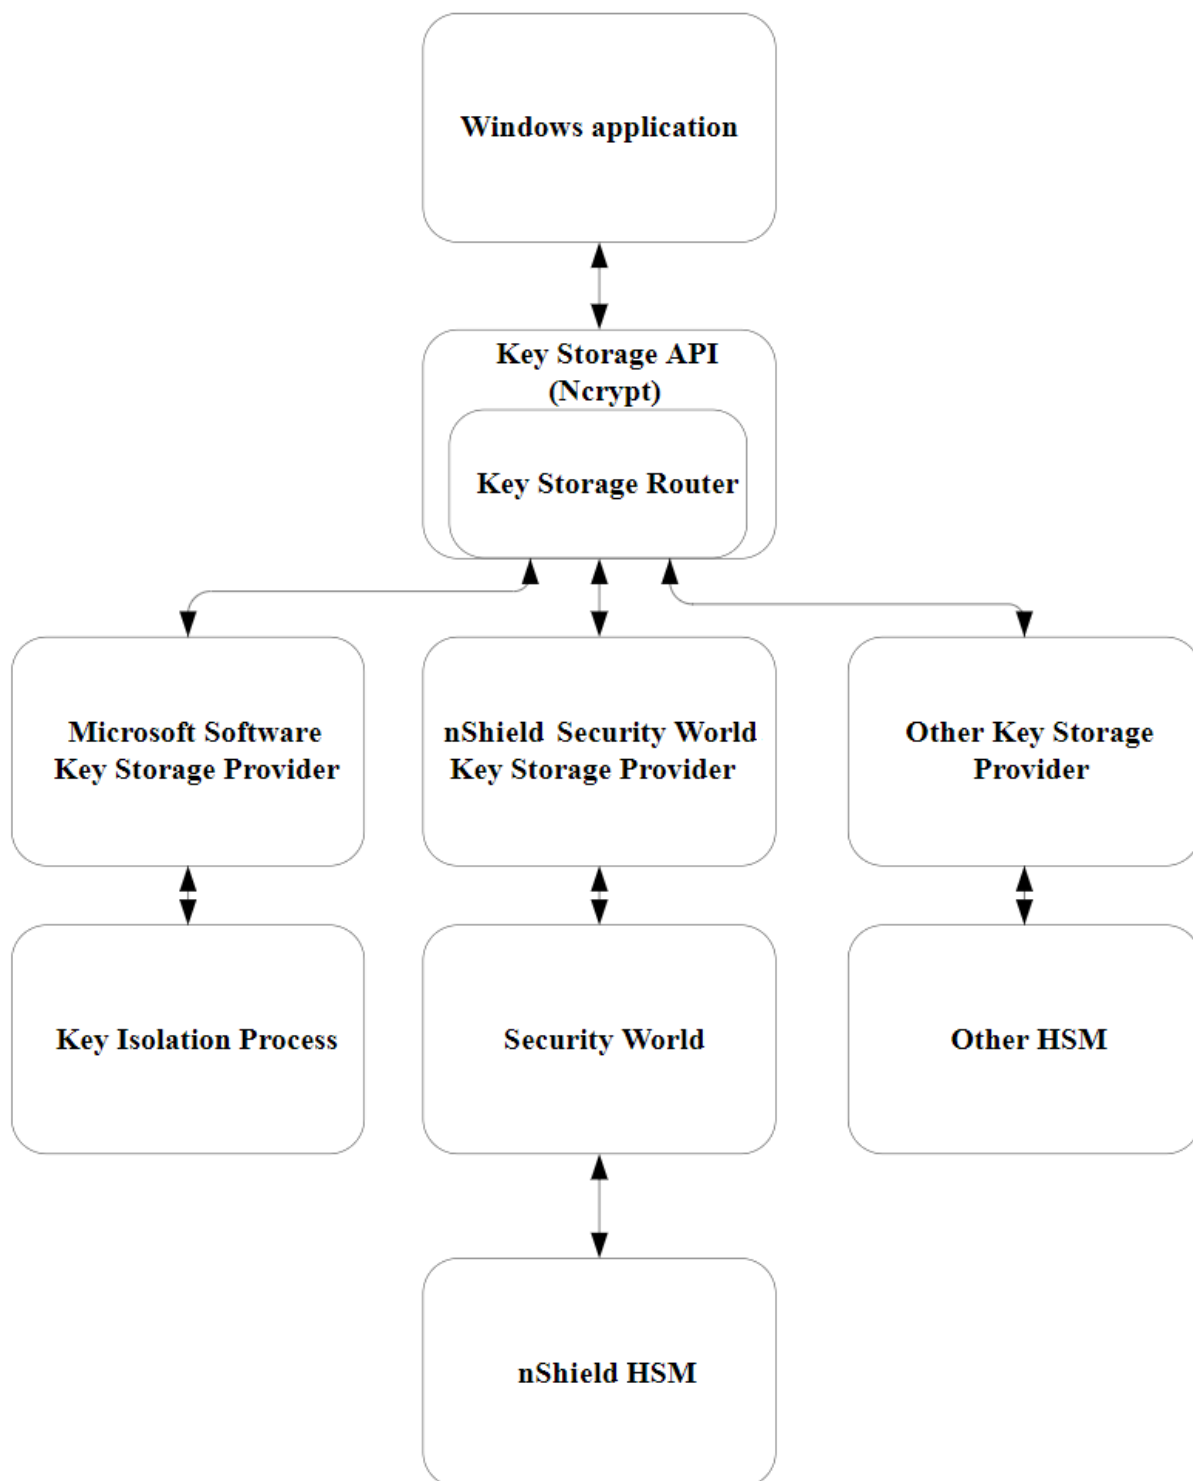 Windows application
Key Storage API
(Ncrypt)
Key Storage Router
Microsoft Software
Key Storage Provider
nShield Security World
Key Storage Provider
Other Key Storage
Provider
Key Isolation Process
Security World
Other HSM
nShield HSM